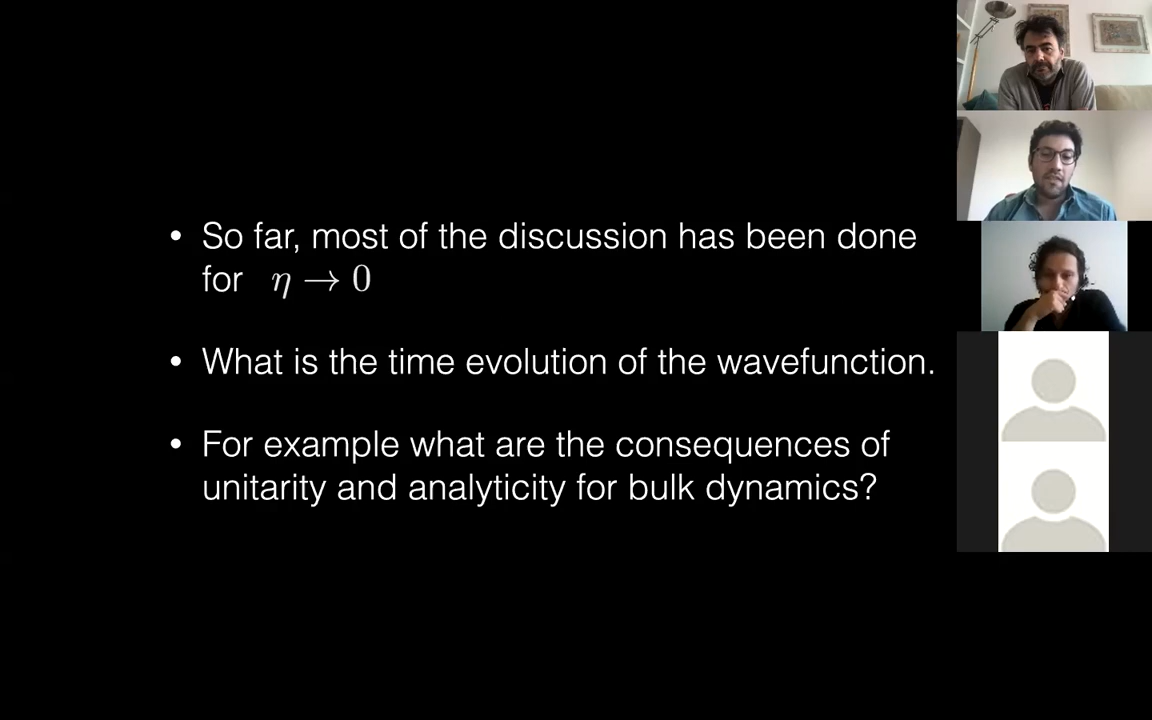 • So far, most of the discussion has been done
for η → 0
• What is the time evolution of the wavefunction.
• For example what are the consequences of
unitarity and analyticity for bulk dynamics?